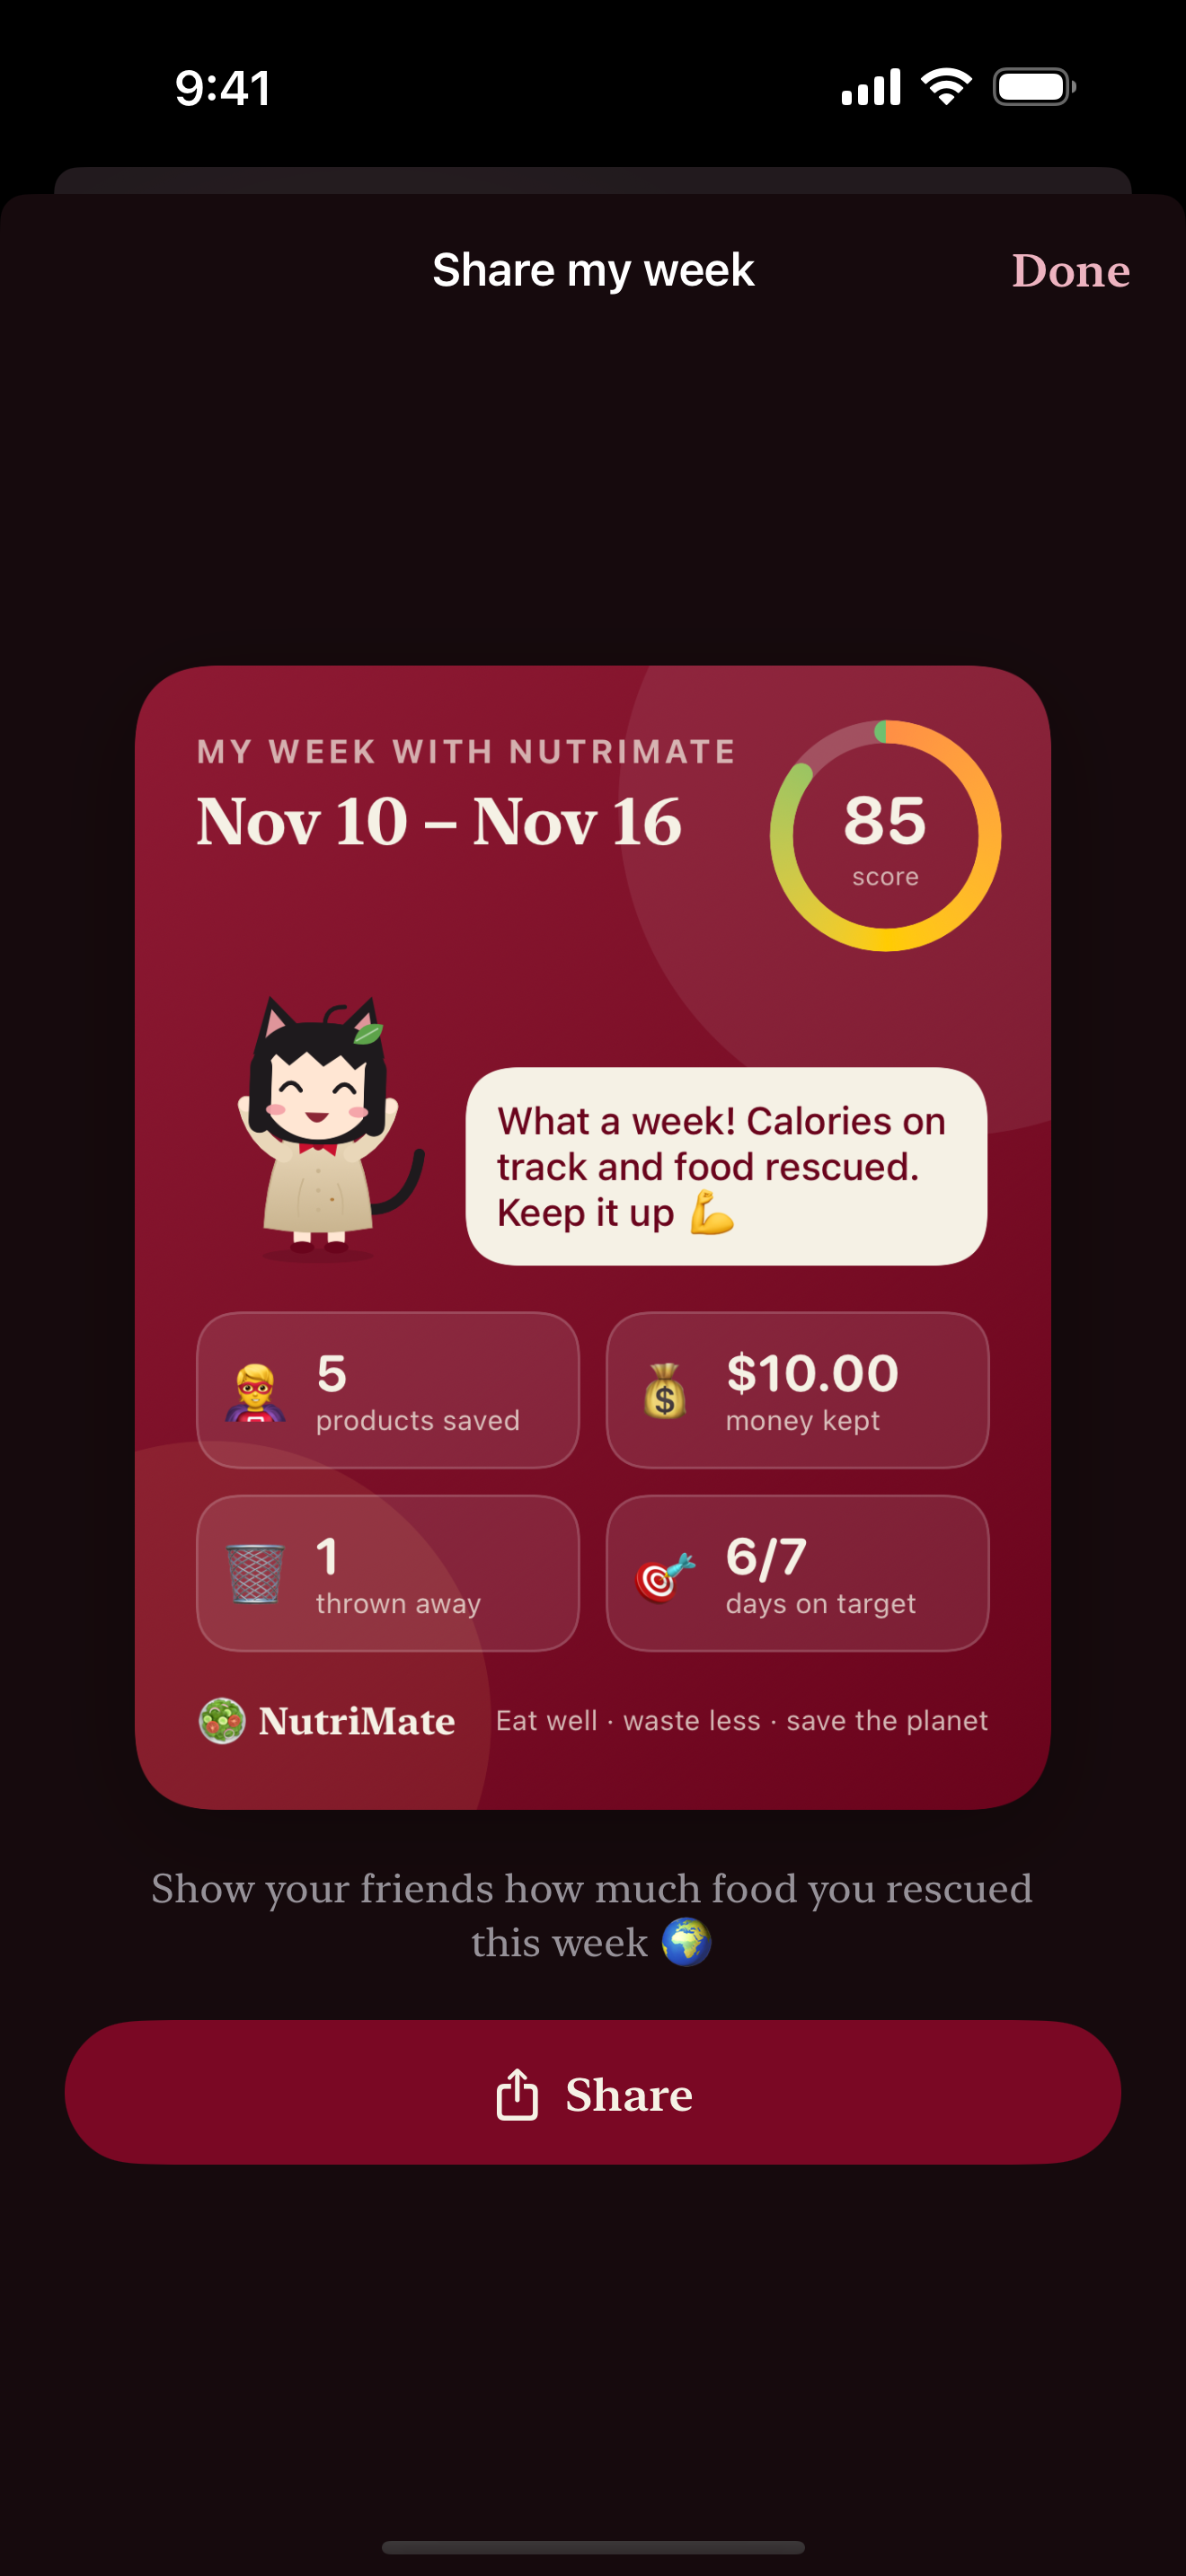 9:41
Share my week
Done
MY WEEK WITH NUTRIMATE
Nov 10 – Nov 16
85
score
What a week! Calories on
track and food rescued.
Keep it up 💪
5
products saved
$10.00
money kept
1
thrown away
6/7
days on target
NutriMate
Eat well · waste less · save the planet
Show your friends how much food you rescued
this week 🌍
Share